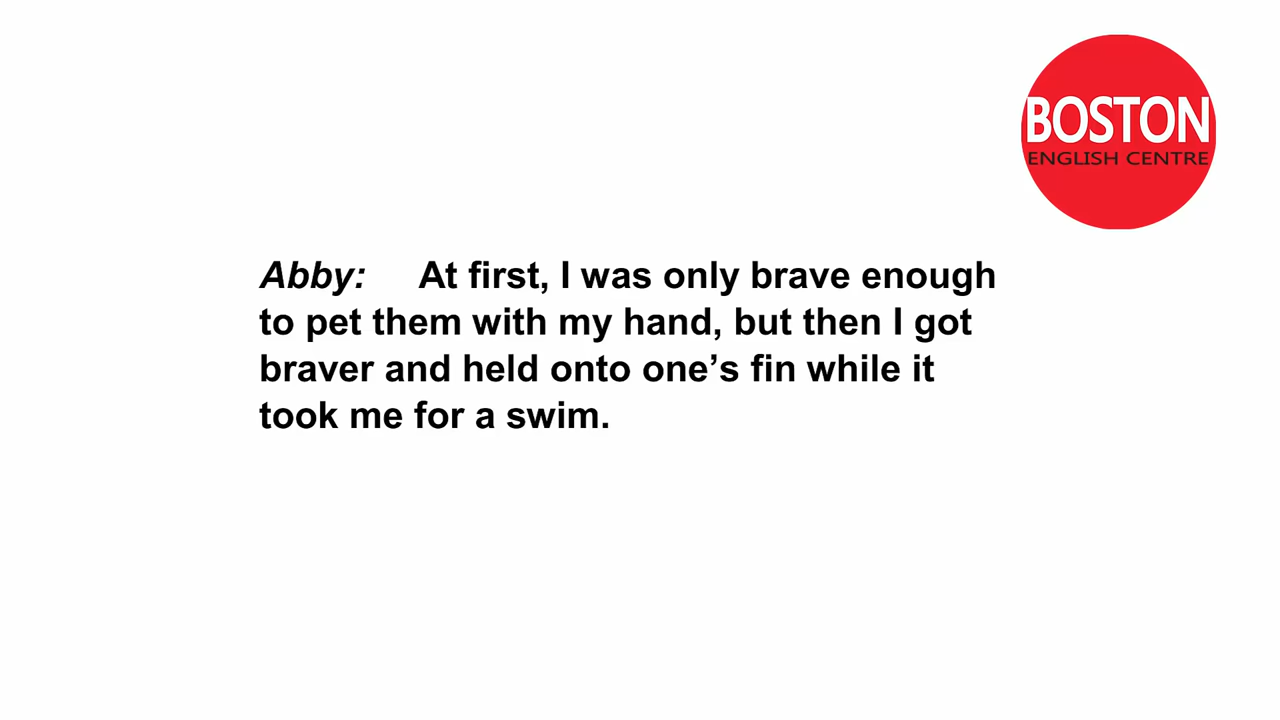 BOSTON
ENGLISH CENTRE
Abby: At first, I was only brave enough
to pet them with my hand, but then I got
braver and held onto one’s fin while it
took me for a swim.